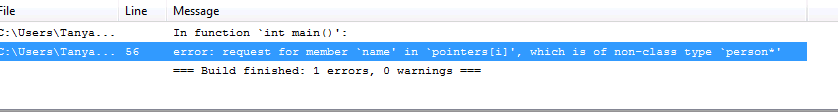 File Line Message
C:\Users\Tanya... In function `int main()':
C:\Users\Tanya... 56 error: request for member `name' in `pointers[i]', which is of non-class type `person*'
=== Build finished: 1 errors, 0 warnings ===